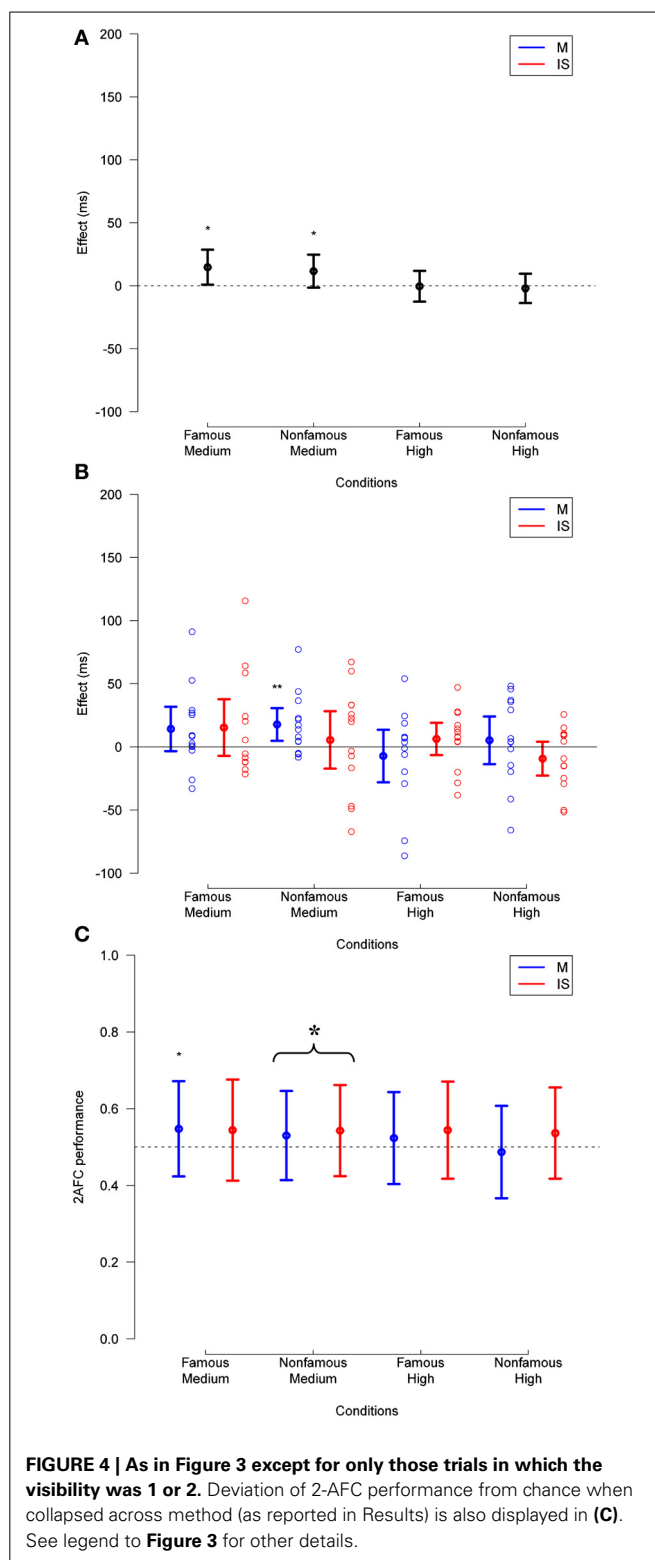 A
200
150
100
50
0
-50
-100
Effect (ms)
M
IS
*
*
Famous Medium
Nonfamous Medium
Famous High
Nonfamous High
Conditions
B
200
150
100
50
0
-50
-100
Effect (ms)
M
IS
**
Famous Medium
Nonfamous Medium
Famous High
Nonfamous High
Conditions
C
1.0
0.8
0.6
0.4
0.2
0.0
2AFC performance
M
IS
*
*
Famous Medium
Nonfamous Medium
Famous High
Nonfamous High
Conditions
FIGURE 4 | As in Figure 3 except for only those trials in which the
visibility was 1 or 2. Deviation of 2-AFC performance from chance when
collapsed across method (as reported in Results) is also displayed in (C).
See legend to Figure 3 for other details.